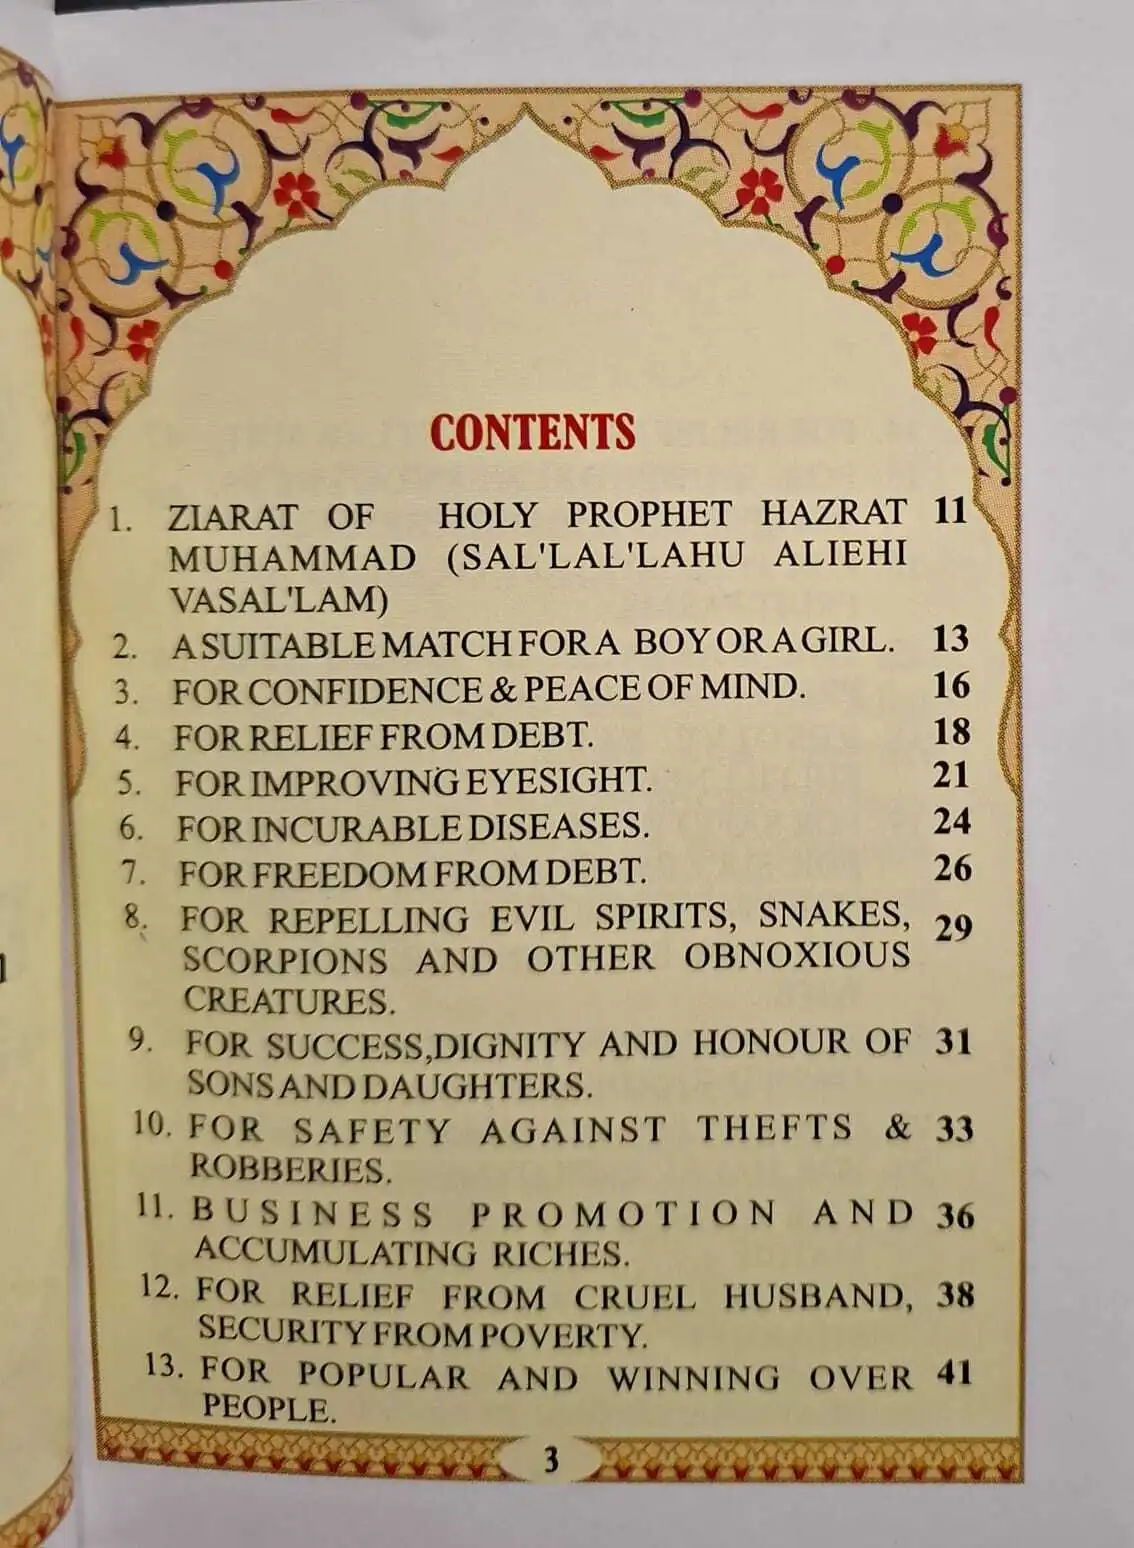 CONTENTS
1. ZIARAT OF HOLY PROPHET HAZRAT 11
MUHAMMAD (SAL'LAL'LAHU ALIEHI
VASAL'LAM)
2. A SUITABLE MATCH FOR A BOY OR A GIRL. 13
3. FOR CONFIDENCE & PEACE OF MIND. 16
4. FOR RELIEF FROM DEBT. 18
5. FOR IMPROVING EYESIGHT. 21
6. FOR INCURABLE DISEASES. 24
7. FOR FREEDOM FROM DEBT. 26
8. FOR REPELLING EVIL SPIRITS, SNAKES, 29
SCORPIONS AND OTHER OBNOXIOUS
CREATURES.
9. FOR SUCCESS,DIGNITY AND HONOUR OF 31
SONS AND DAUGHTERS.
10. FOR SAFETY AGAINST THEFTS & 33
ROBBERIES.
11. BUSINESS PROMOTION AND 36
ACCUMULATING RICHES.
12. FOR RELIEF FROM CRUEL HUSBAND, 38
SECURITY FROM POVERTY.
13. FOR POPULAR AND WINNING OVER 41
PEOPLE.
3